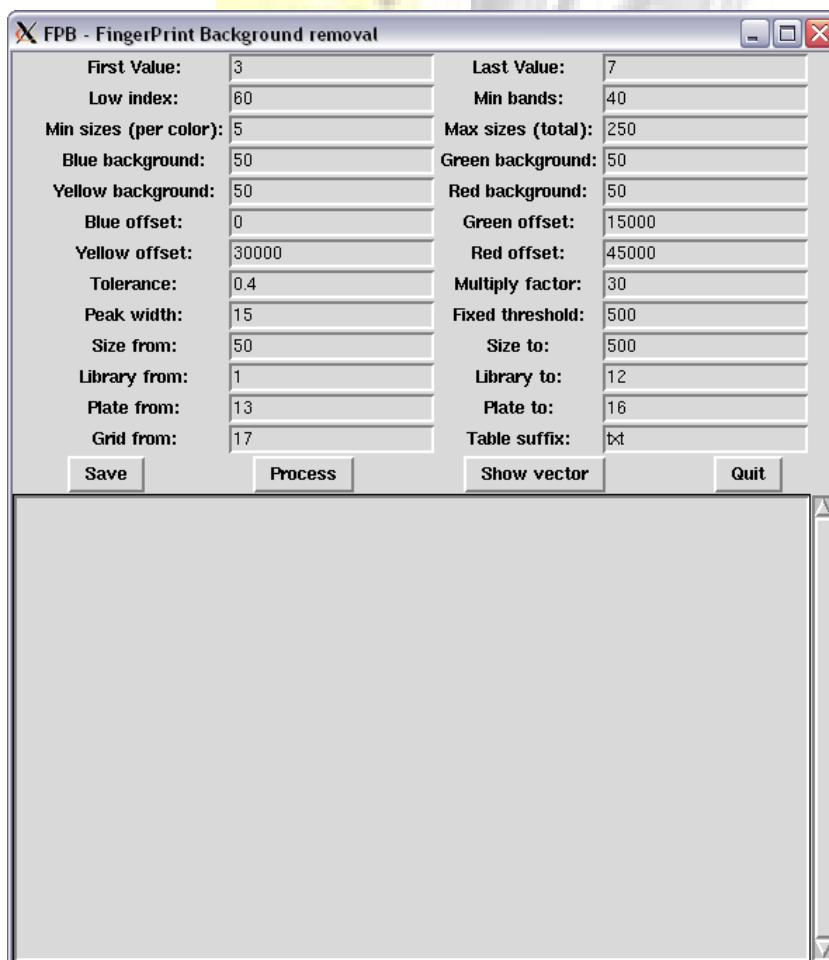 FPB - FingerPrint Background removal
First Value: 3 Last Value: 7
Low index: 60 Min bands: 40
Min sizes (per color): 5 Max sizes (total): 250
Blue background: 50 Green background: 50
Yellow background: 50 Red background: 50
Blue offset: 0 Green offset: 15000
Yellow offset: 30000 Red offset: 45000
Tolerance: 0.4 Multiply factor: 30
Peak width: 15 Fixed threshold: 500
Size from: 50 Size to: 500
Library from: 1 Library to: 12
Plate from: 13 Plate to: 16
Grid from: 17 Table suffix: txt
Save Process Show vector Quit